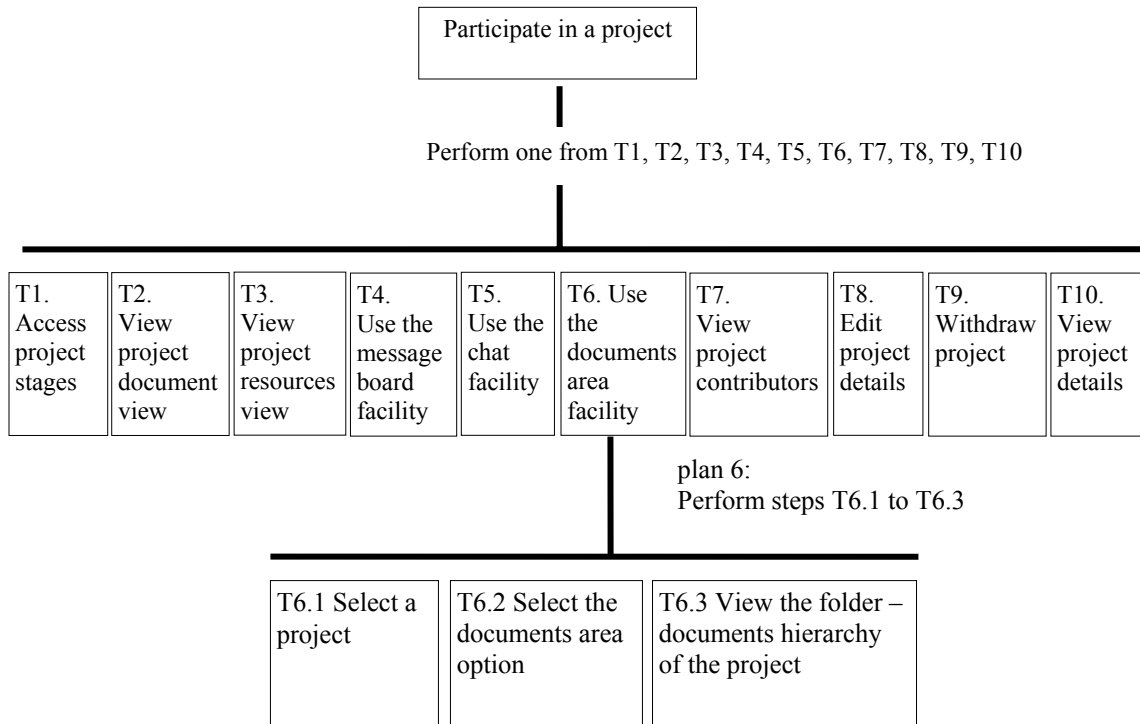 Participate in a project
Perform one from T1, T2, T3, T4, T5, T6, T7, T8, T9, T10
T1.
Access
project
stages
T2.
View
project
document
view
T3.
View
project
resources
view
T4.
Use the
message
board
facility
T5.
Use the
chat
facility
T6. Use
the
documents
area
facility
T7.
View
project
contributors
T8.
Edit
project
details
T9.
Withdraw
project
T10.
View
project
details
plan 6:
Perform steps T6.1 to T6.3
T6.1 Select a
project
T6.2 Select the
documents area
option
T6.3 View the folder –
documents hierarchy
of the project